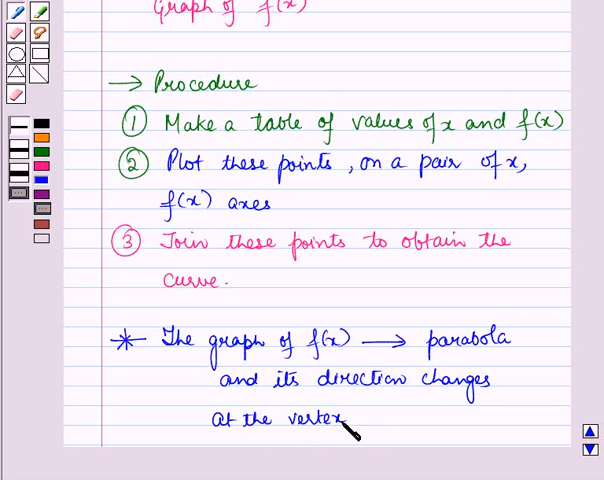 Graph of f(x)
→ Procedure
① Make a table of values of x and f(x)
② Plot these points, on a pair of x,
f(x) axes
③ Join these points to obtain the
curve.
* The graph of f(x) → parabola
and its direction changes
at the vertex